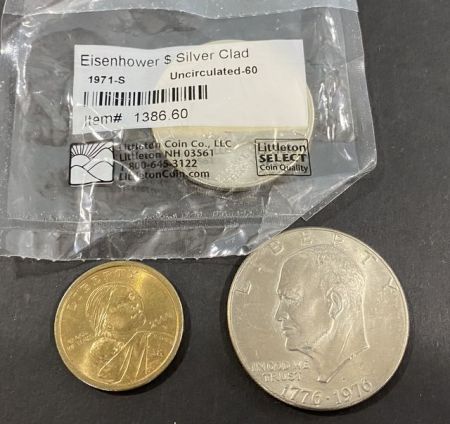 Eisenhower $ Silver Clad
1971-S Uncirculated-60
Item# 1386.60
Littleton Coin Co., LLC
Littleton NH 03561
1-800-645-3122
LittletonCoin.com
Littleton
SELECT
Coin Quality
LIBERTY
LIBERTY
IN GOD WE
TRUST
1776-1976